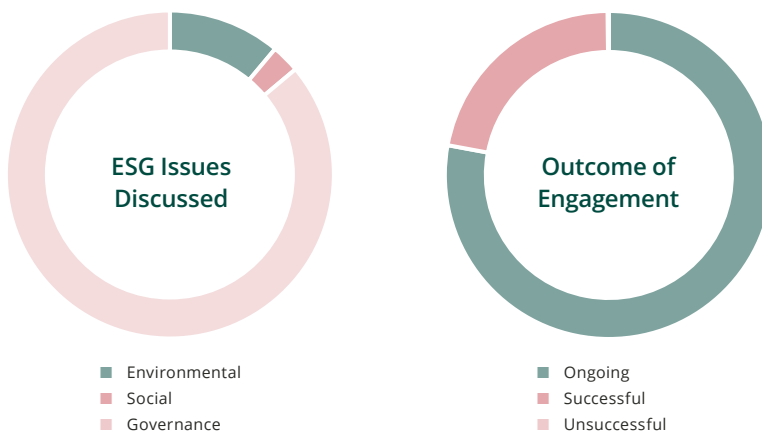 ESG Issues
Discussed
Environmental
Social
Governance
Outcome of
Engagement
Ongoing
Successful
Unsuccessful